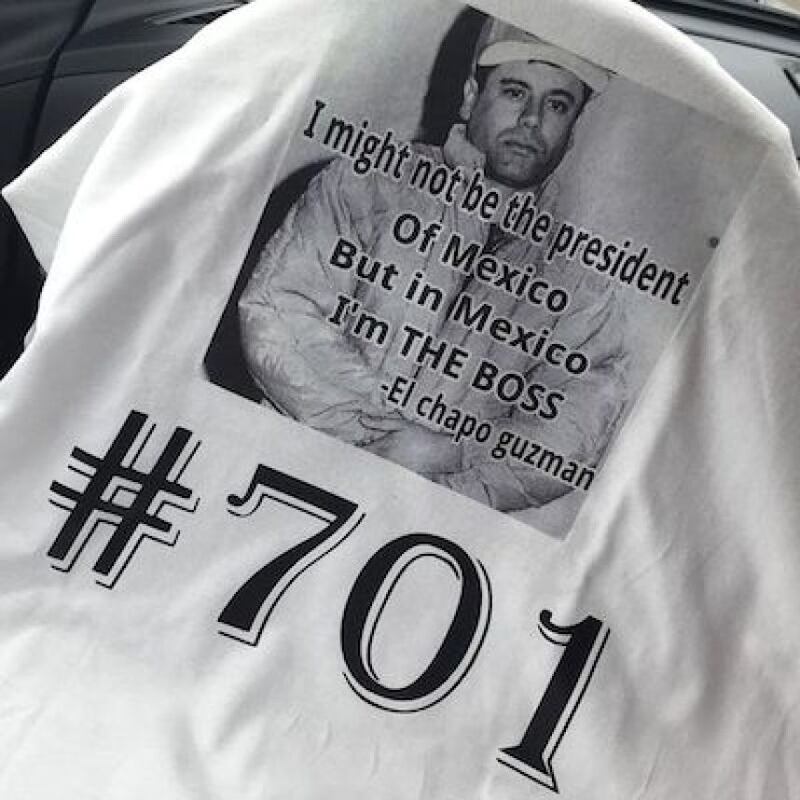 I might not be the president
Of Mexico
But in Mexico
I'm THE BOSS
-El chapo guzman
#701